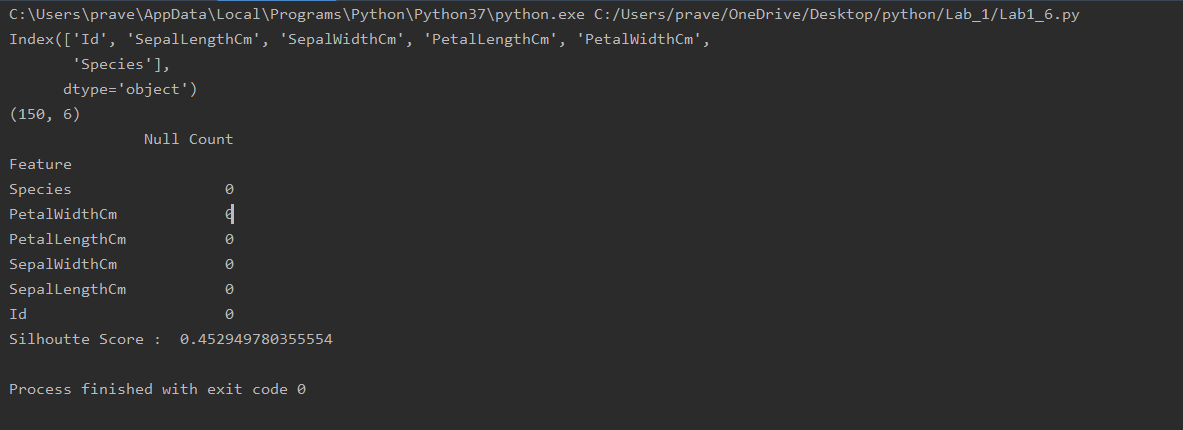 C:\Users\prave\AppData\Local\Programs\Python\Python37\python.exe C:/Users/prave/OneDrive/Desktop/python/Lab_1/Lab1_6.py
Index(['Id', 'SepalLengthCm', 'SepalWidthCm', 'PetalLengthCm', 'PetalWidthCm',
       'Species'],
      dtype='object')
(150, 6)
               Null Count
Feature
Species                 0
PetalWidthCm            0
PetalLengthCm           0
SepalWidthCm            0
SepalLengthCm           0
Id                      0
Silhoutte Score :  0.452949780355554
Process finished with exit code 0